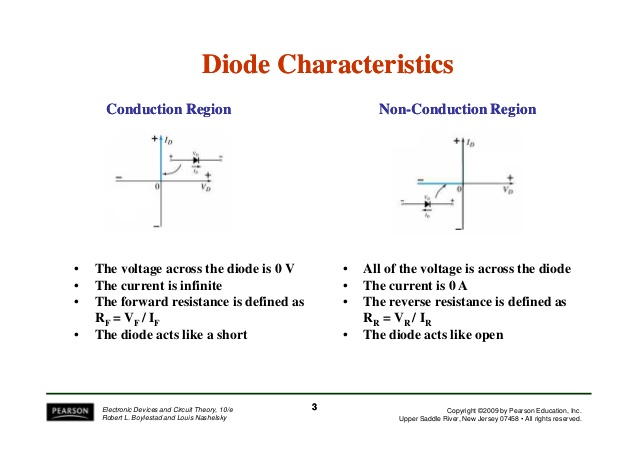 Diode Characteristics
Conduction Region
+ I_D
+ V_D −
I_D
− +
0 V_D
−
• The voltage across the diode is 0 V
• The current is infinite
• The forward resistance is defined as
R_F = V_F / I_F
• The diode acts like a short
Non-Conduction Region
+ I_D
− +
0 V_D
− V_D +
I_D
−
• All of the voltage is across the diode
• The current is 0 A
• The reverse resistance is defined as
R_R = V_R / I_R
• The diode acts like open
PEARSON
Electronic Devices and Circuit Theory, 10/e
Robert L. Boylestad and Louis Nashelsky
3
Copyright ©2009 by Pearson Education, Inc.
Upper Saddle River, New Jersey 07458 • All rights reserved.